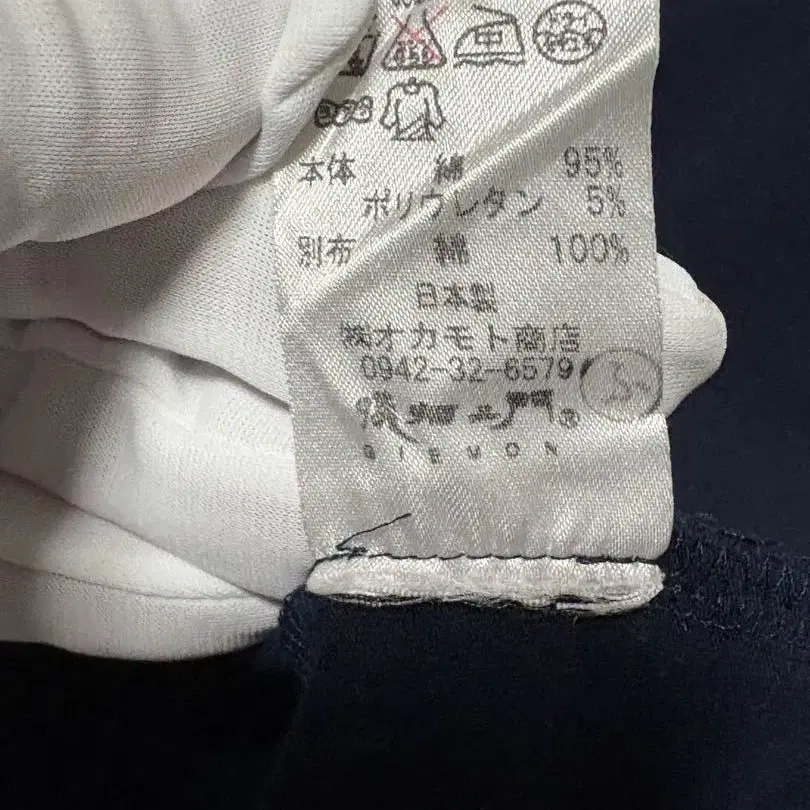 本体 綿 95%
ポリウレタン 5%
別布 綿 100%
日本製
㈱オカモト商店
0942-32-6579